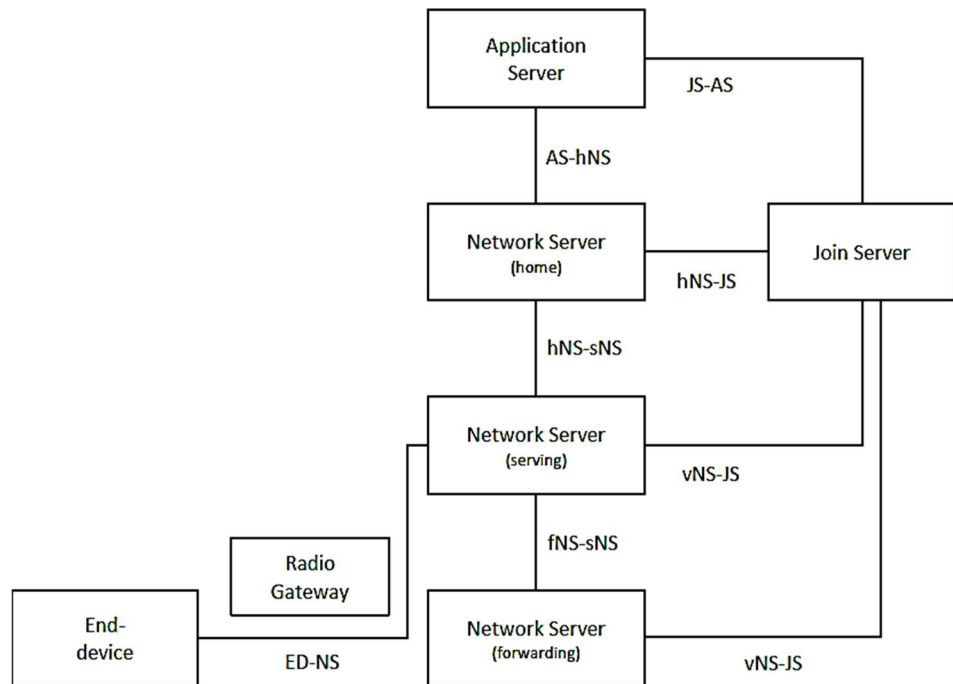 Application
Server
JS-AS
AS-hNS
Network Server
(home)
Join Server
hNS-JS
hNS-sNS
Network Server
(serving)
vNS-JS
fNS-sNS
Radio
Gateway
End-
device
ED-NS
Network Server
(forwarding)
vNS-JS